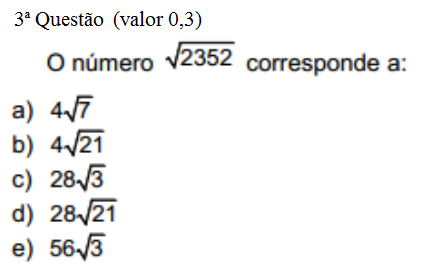 3ª Questão (valor 0,3)
O número √2352 corresponde a:
a) 4√7
b) 4√21
c) 28√3
d) 28√21
e) 56√3